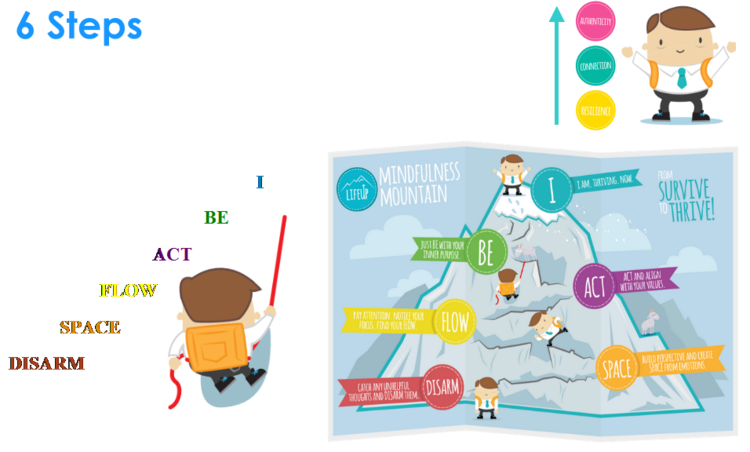 6 Steps
AUTHENTICITY
CONNECTION
RESILIENCE
I
BE
ACT
FLOW
SPACE
DISARM
LIFEUP
MINDFULNESS
MOUNTAIN
I
I AM. THRIVING. NOW.
FROM
SURVIVE
TO THRIVE!
JUST BE WITH YOUR
INNER PURPOSE.
BE
ACT
ACT AND ALIGN
WITH YOUR VALUES.
PAY ATTENTION. NOTICE YOUR
FOCUS. FIND YOUR FLOW.
FLOW
SPACE
BUILD PERSPECTIVE AND CREATE
SPACE FROM EMOTIONS.
CATCH ANY UNHELPFUL
THOUGHTS AND DISARM THEM.
DISARM